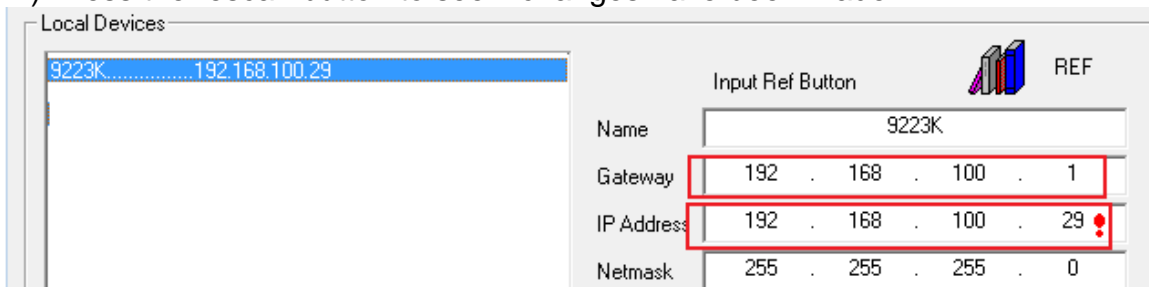 Local Devices
9223K...............192.168.100.29
Input Ref Button REF
Name 9223K
Gateway 192 . 168 . 100 . 1
IP Address 192 . 168 . 100 . 29
Netmask 255 . 255 . 255 . 0